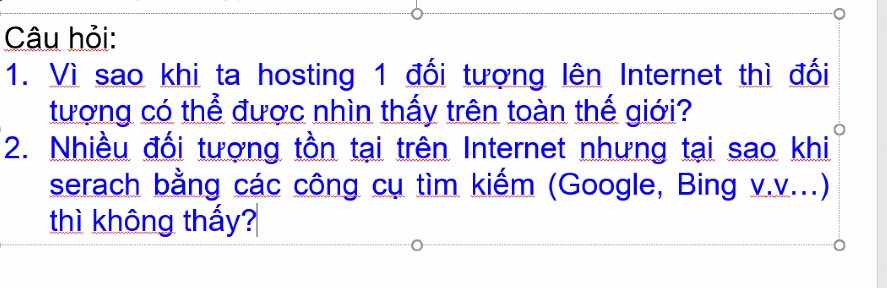 Câu hỏi:
1. Vì sao khi ta hosting 1 đối tượng lên Internet thì đối
tượng có thể được nhìn thấy trên toàn thế giới?
2. Nhiều đối tượng tồn tại trên Internet nhưng tại sao khi
serach bằng các công cụ tìm kiếm (Google, Bing v.v...)
thì không thấy?